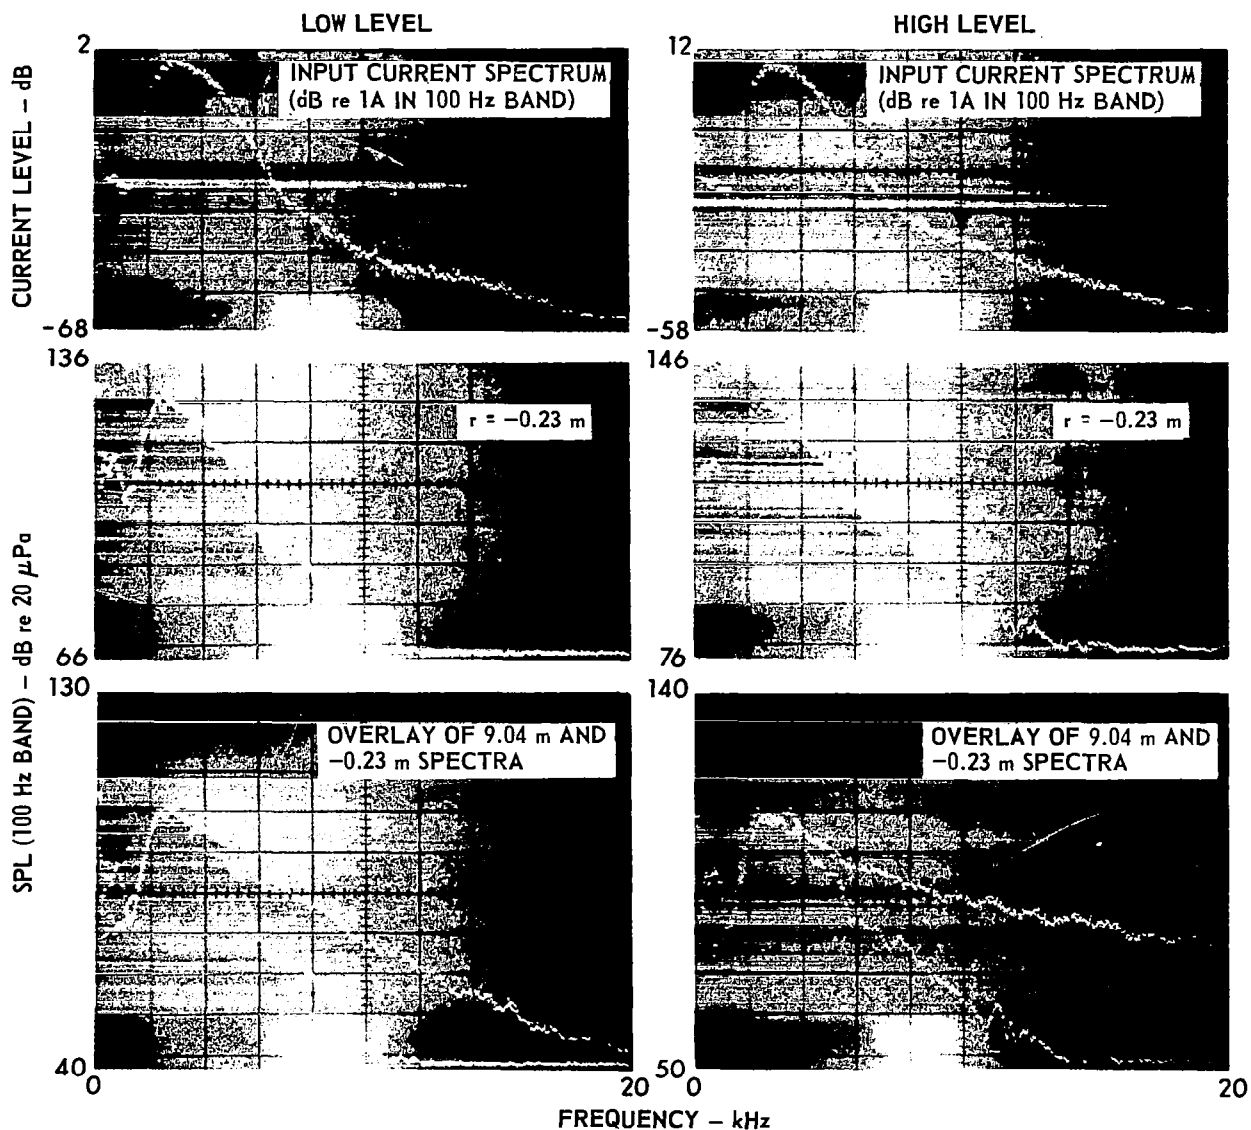 LOW LEVEL
HIGH LEVEL
CURRENT LEVEL – dB
2
INPUT CURRENT SPECTRUM
(dB re 1A IN 100 Hz BAND)
-68
12
INPUT CURRENT SPECTRUM
(dB re 1A IN 100 Hz BAND)
-58
SPL (100 Hz BAND) – dB re 20 μPa
136
r = -0.23 m
66
146
r = -0.23 m
76
130
OVERLAY OF 9.04 m AND
-0.23 m SPECTRA
40
140
OVERLAY OF 9.04 m AND
-0.23 m SPECTRA
50
0
20
0
20
FREQUENCY – kHz